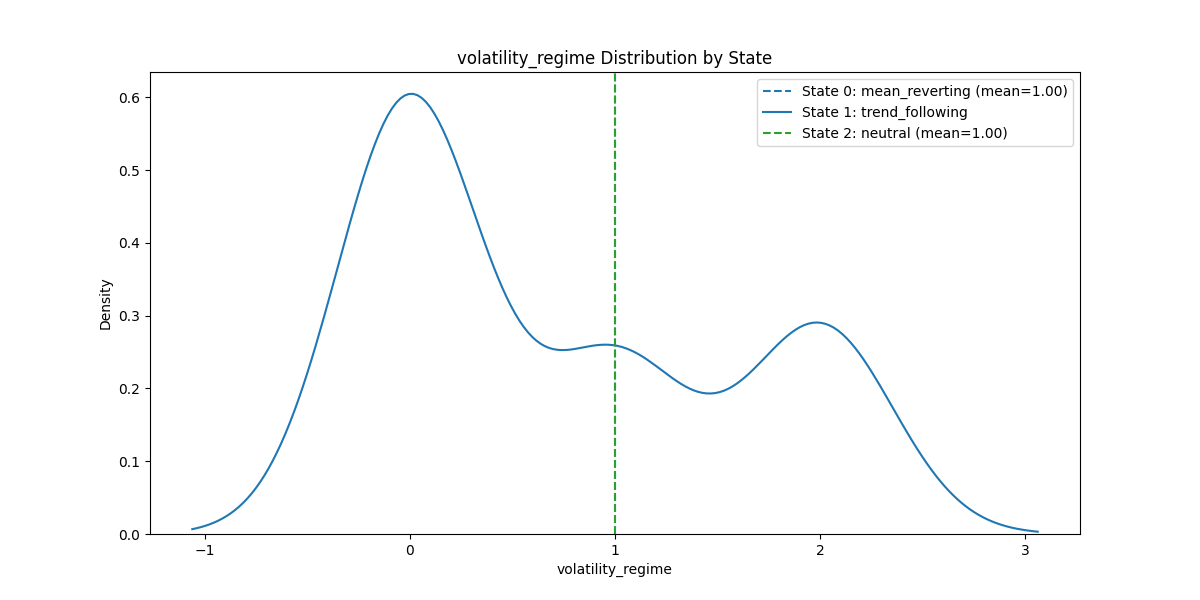 volatility_regime Distribution by State
State 0: mean_reverting (mean=1.00)
State 1: trend_following
State 2: neutral (mean=1.00)
0.6
0.5
0.4
0.3
0.2
0.1
0.0
Density
−1 0 1 2 3
volatility_regime